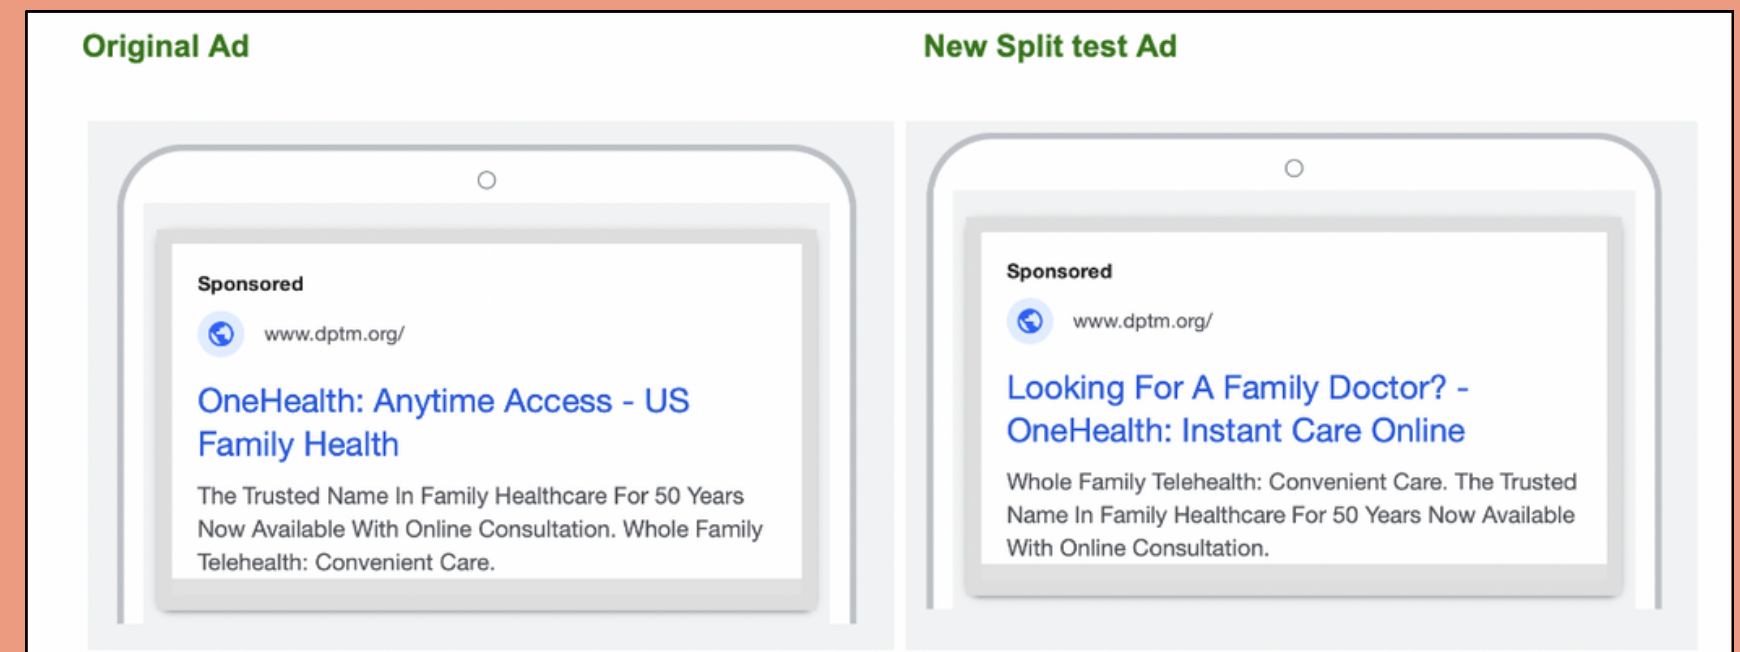 Original Ad
Sponsored
www.dptm.org/
OneHealth: Anytime Access - US
Family Health
The Trusted Name In Family Healthcare For 50 Years
Now Available With Online Consultation. Whole Family
Telehealth: Convenient Care.
New Split test Ad
Sponsored
www.dptm.org/
Looking For A Family Doctor? -
OneHealth: Instant Care Online
Whole Family Telehealth: Convenient Care. The Trusted
Name In Family Healthcare For 50 Years Now Available
With Online Consultation.